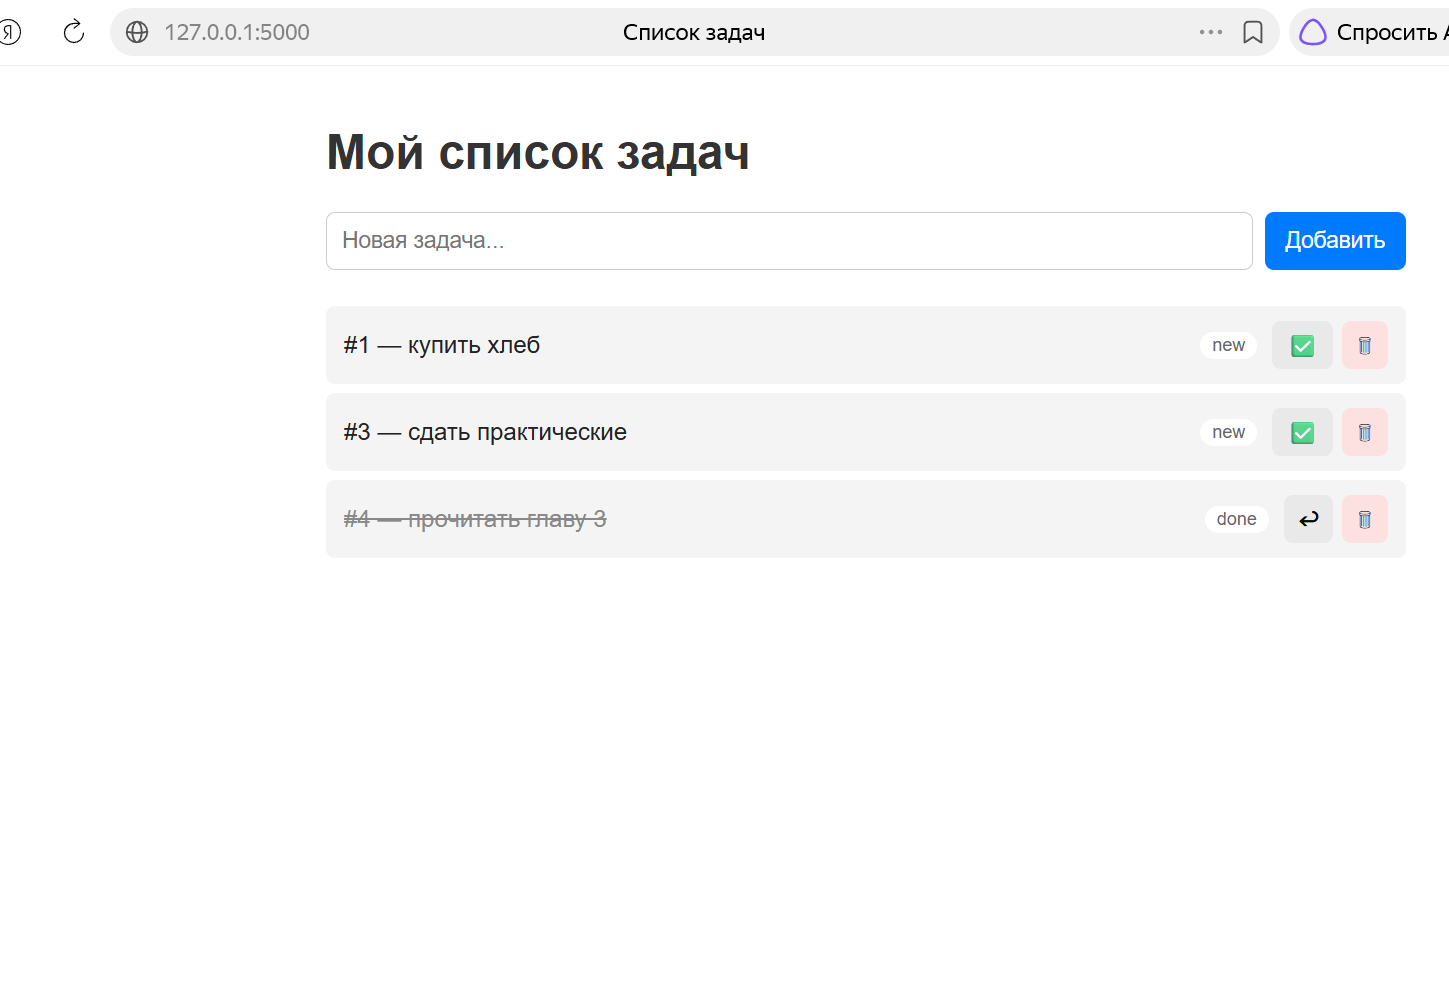 Я 127.0.0.1:5000 Список задач Спросить А
Мой список задач
Новая задача... Добавить
#1 — купить хлеб new
#3 — сдать практические new
#4 — прочитать главу 3 done